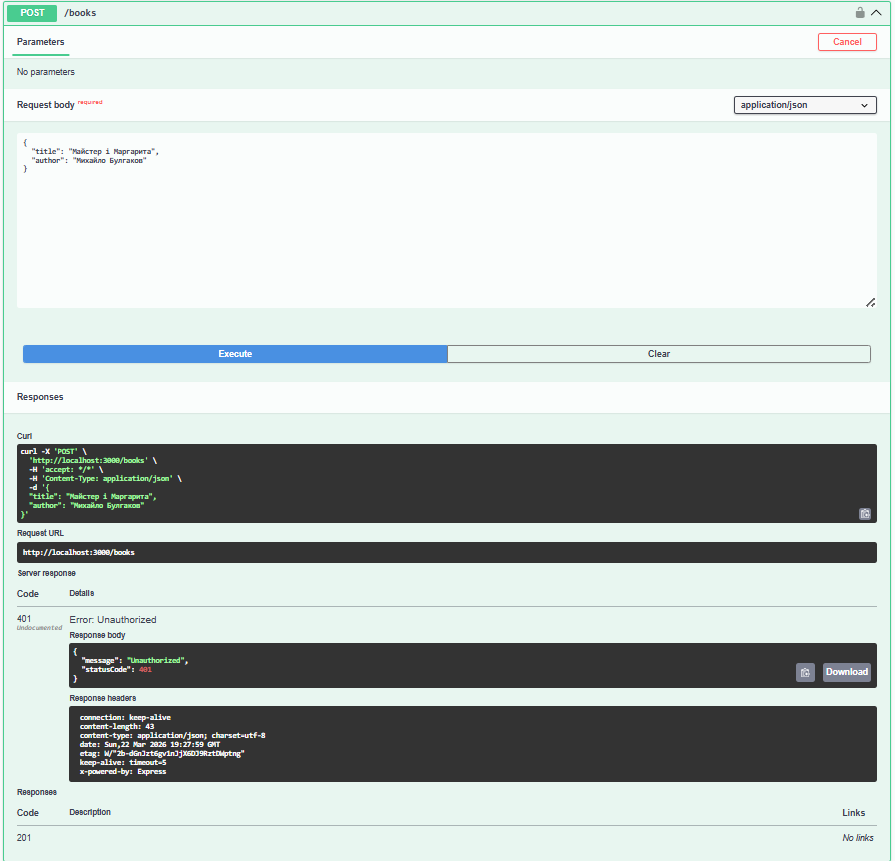 POST /books
Parameters
Cancel
No parameters
Request body required
application/json
{
"title": "Майстер і Маргарита",
"author": "Михайло Булгаков"
}
Execute
Clear
Responses
Curl
curl -X 'POST' \
'http://localhost:3000/books' \
-H 'accept: */*' \
-H 'Content-Type: application/json' \
-d '{
"title": "Майстер і Маргарита",
"author": "Михайло Булгаков"
}'
Request URL
http://localhost:3000/books
Server response
Code Details
401 Error: Unauthorized
Undocumented
Response body
{
"message": "Unauthorized",
"statusCode": 401
}
Download
Response headers
connection: keep-alive
content-length: 43
content-type: application/json; charset=utf-8
date: Sun,22 Mar 2026 19:27:59 GMT
etag: W/"2b-dGnJzt6gv1nJjX6DJ9RztDWptng"
keep-alive: timeout=5
x-powered-by: Express
Responses
Code Description Links
201 No links